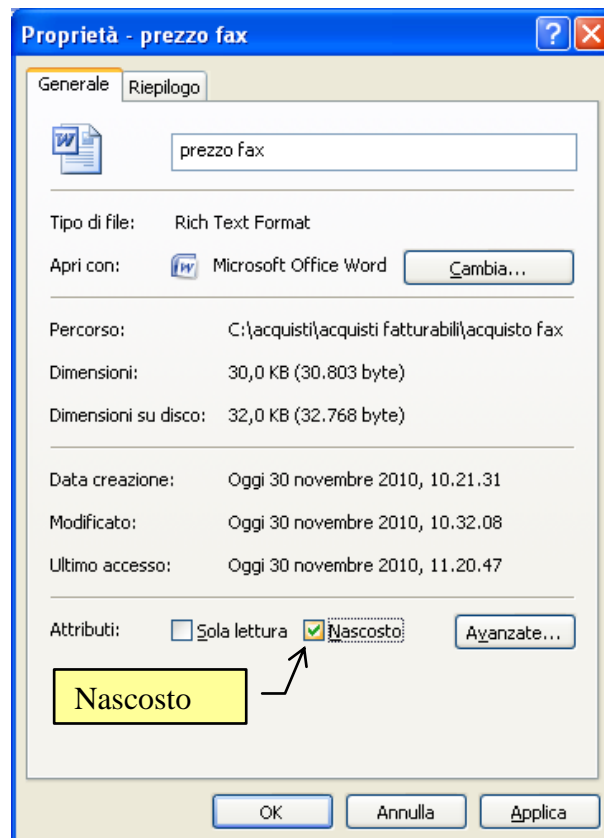 Proprietà - prezzo fax
Generale Riepilogo
prezzo fax
Tipo di file: Rich Text Format
Apri con: Microsoft Office Word Cambia...
Percorso: C:\acquisti\acquisti fatturabili\acquisto fax
Dimensioni: 30,0 KB (30.803 byte)
Dimensioni su disco: 32,0 KB (32.768 byte)
Data creazione: Oggi 30 novembre 2010, 10.21.31
Modificato: Oggi 30 novembre 2010, 10.32.08
Ultimo accesso: Oggi 30 novembre 2010, 11.20.47
Attributi: Sola lettura Nascosto Avanzate...
Nascosto
OK Annulla Applica